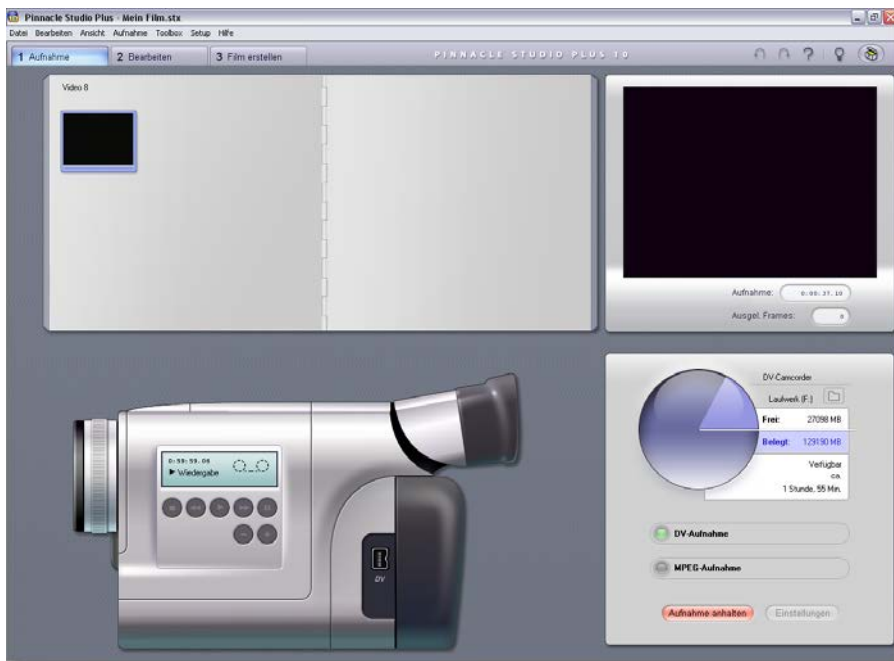 Pinnacle Studio Plus - Mein Film.stx
Datei Bearbeiten Ansicht Aufnahme Toolbox Setup Hilfe
1 Aufnahme 2 Bearbeiten 3 Film erstellen PINNACLE STUDIO PLUS 10
Video 8
Aufnahme: 0:00:37.10
Ausgel. Frames:
DV-Camcorder
Laufwerk (F:)
Frei: 27098 MB
Belegt: 129190 MB
Verfügbar
ca.
1 Stunde, 55 Min.
0:59:59.06
Wiedergabe
DV
DV-Aufnahme
MPEG-Aufnahme
Aufnahme anhalten Einstellungen